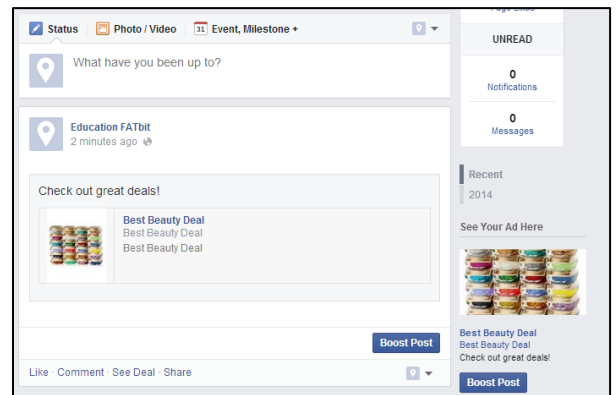 Status
Photo / Video
31
Event, Milestone +
What have you been up to?
Education FATbit
2 minutes ago
Check out great deals!
Best Beauty Deal
Best Beauty Deal
Best Beauty Deal
Boost Post
Like · Comment · See Deal · Share
Page Likes
UNREAD
0
Notifications
0
Messages
Recent
2014
See Your Ad Here
Best Beauty Deal
Best Beauty Deal
Check out great deals!
Boost Post